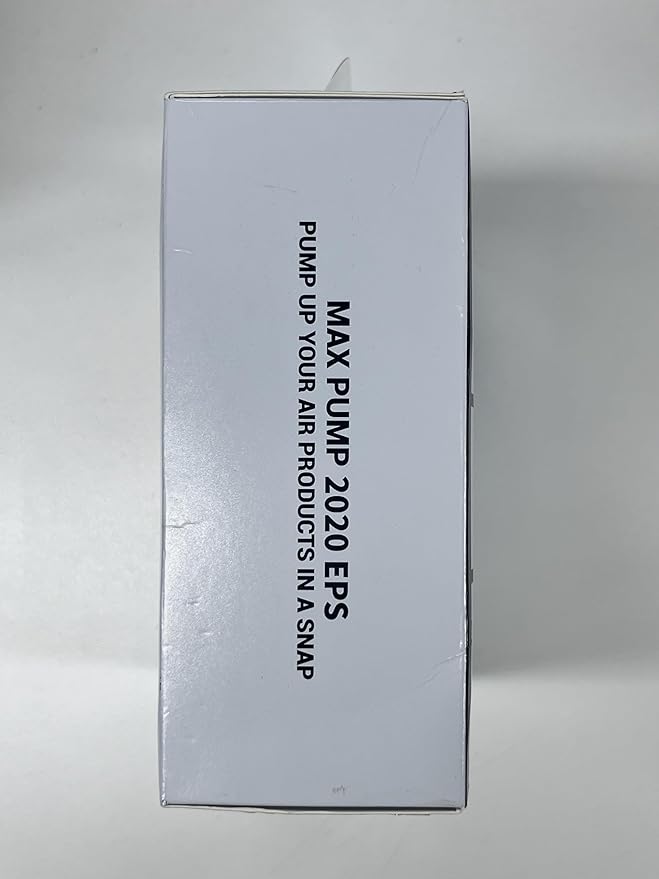 MAX PUMP 2020 EPS
PUMP UP YOUR AIR PRODUCTS IN A SNAP